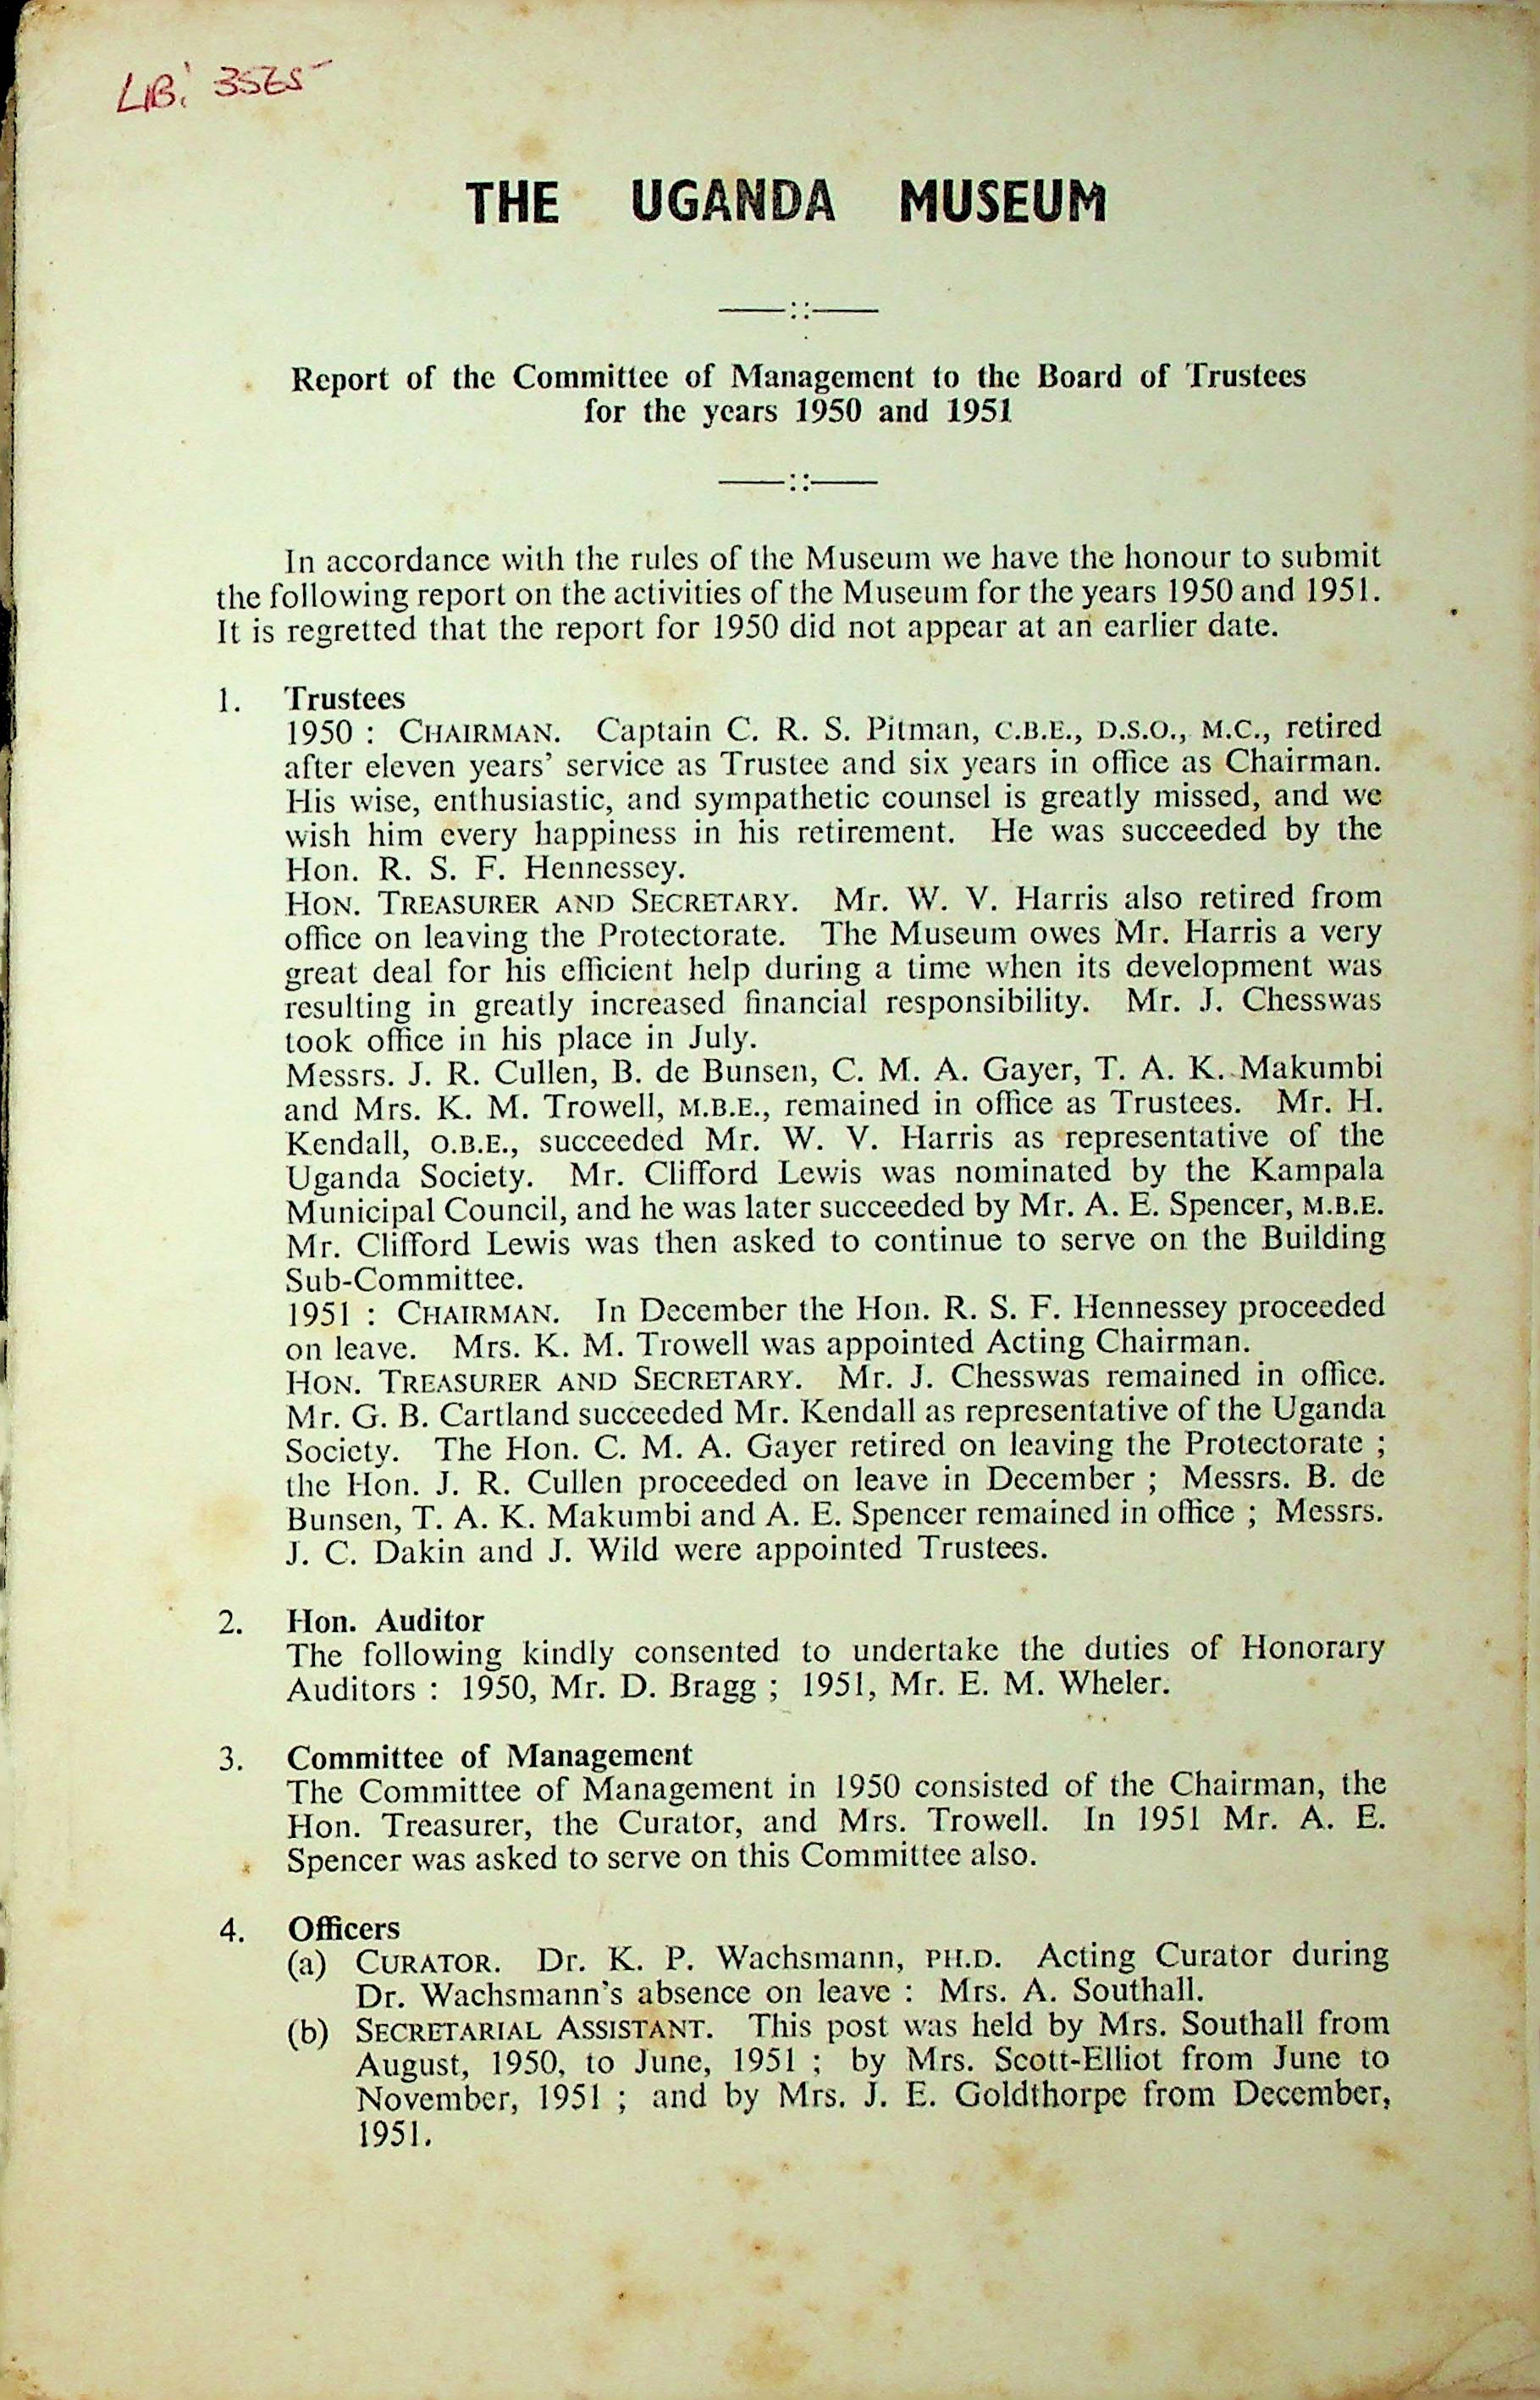 LIB: 3565
THE UGANDA MUSEUM
Report of the Committee of Management to the Board of Trustees
for the years 1950 and 1951
In accordance with the rules of the Museum we have the honour to submit
the following report on the activities of the Museum for the years 1950 and 1951.
It is regretted that the report for 1950 did not appear at an earlier date.
1. Trustees
1950 : CHAIRMAN. Captain C. R. S. Pitman, C.B.E., D.S.O., M.C., retired
after eleven years' service as Trustee and six years in office as Chairman.
His wise, enthusiastic, and sympathetic counsel is greatly missed, and we
wish him every happiness in his retirement. He was succeeded by the
Hon. R. S. F. Hennessey.
HON. TREASURER AND SECRETARY. Mr. W. V. Harris also retired from
office on leaving the Protectorate. The Museum owes Mr. Harris a very
great deal for his efficient help during a time when its development was
resulting in greatly increased financial responsibility. Mr. J. Chesswas
took office in his place in July.
Messrs. J. R. Cullen, B. de Bunsen, C. M. A. Gayer, T. A. K. Makumbi
and Mrs. K. M. Trowell, M.B.E., remained in office as Trustees. Mr. H.
Kendall, O.B.E., succeeded Mr. W. V. Harris as representative of the
Uganda Society. Mr. Clifford Lewis was nominated by the Kampala
Municipal Council, and he was later succeeded by Mr. A. E. Spencer, M.B.E.
Mr. Clifford Lewis was then asked to continue to serve on the Building
Sub-Committee.
1951 : CHAIRMAN. In December the Hon. R. S. F. Hennessey proceeded
on leave. Mrs. K. M. Trowell was appointed Acting Chairman.
HON. TREASURER AND SECRETARY. Mr. J. Chesswas remained in office.
Mr. G. B. Cartland succeeded Mr. Kendall as representative of the Uganda
Society. The Hon. C. M. A. Gayer retired on leaving the Protectorate ;
the Hon. J. R. Cullen proceeded on leave in December ; Messrs. B. de
Bunsen, T. A. K. Makumbi and A. E. Spencer remained in office ; Messrs.
J. C. Dakin and J. Wild were appointed Trustees.
2. Hon. Auditor
The following kindly consented to undertake the duties of Honorary
Auditors : 1950, Mr. D. Bragg ; 1951, Mr. E. M. Wheler.
3. Committee of Management
The Committee of Management in 1950 consisted of the Chairman, the
Hon. Treasurer, the Curator, and Mrs. Trowell. In 1951 Mr. A. E.
Spencer was asked to serve on this Committee also.
4. Officers
(a) CURATOR. Dr. K. P. Wachsmann, PH.D. Acting Curator during
Dr. Wachsmann's absence on leave : Mrs. A. Southall.
(b) SECRETARIAL ASSISTANT. This post was held by Mrs. Southall from
August, 1950, to June, 1951 ; by Mrs. Scott-Elliot from June to
November, 1951 ; and by Mrs. J. E. Goldthorpe from December,
1951.